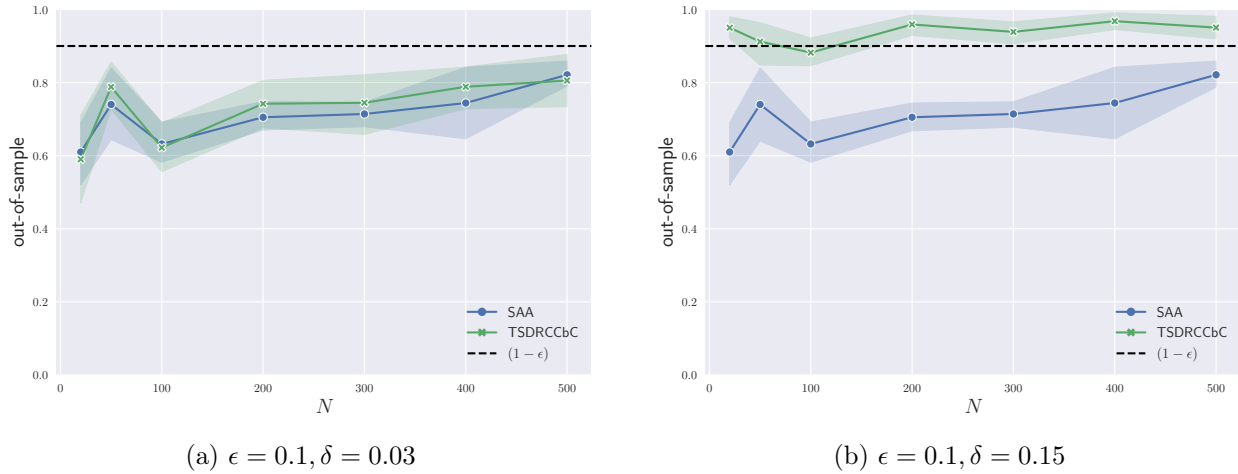 1.0
0.8
0.6
0.4
0.2
0.0
out-of-sample
0 100 200 300 400 500
N
SAA
TSDRCCbC
(1 − ϵ)
(a) ϵ = 0.1, δ = 0.03
1.0
0.8
0.6
0.4
0.2
0.0
out-of-sample
0 100 200 300 400 500
N
SAA
TSDRCCbC
(1 − ϵ)
(b) ϵ = 0.1, δ = 0.15